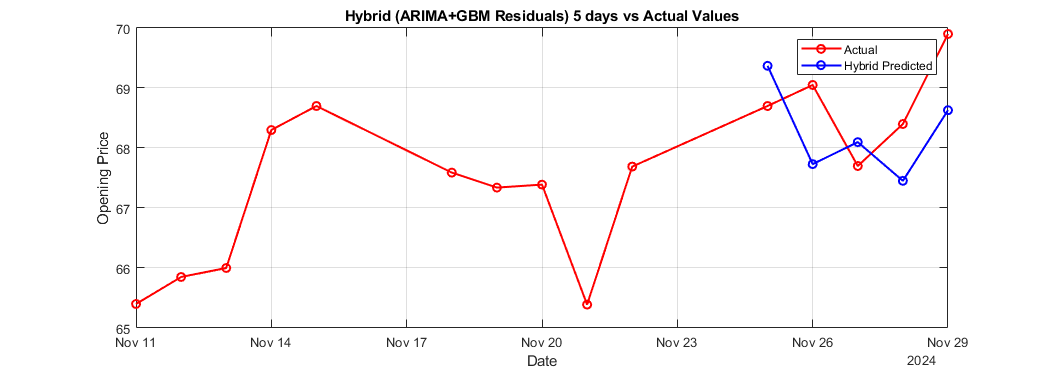 Hybrid (ARIMA+GBM Residuals) 5 days vs Actual Values
70
69
68
67
66
65
Opening Price
Actual
Hybrid Predicted
Nov 11 Nov 14 Nov 17 Nov 20 Nov 23 Nov 26 Nov 29
Date
2024